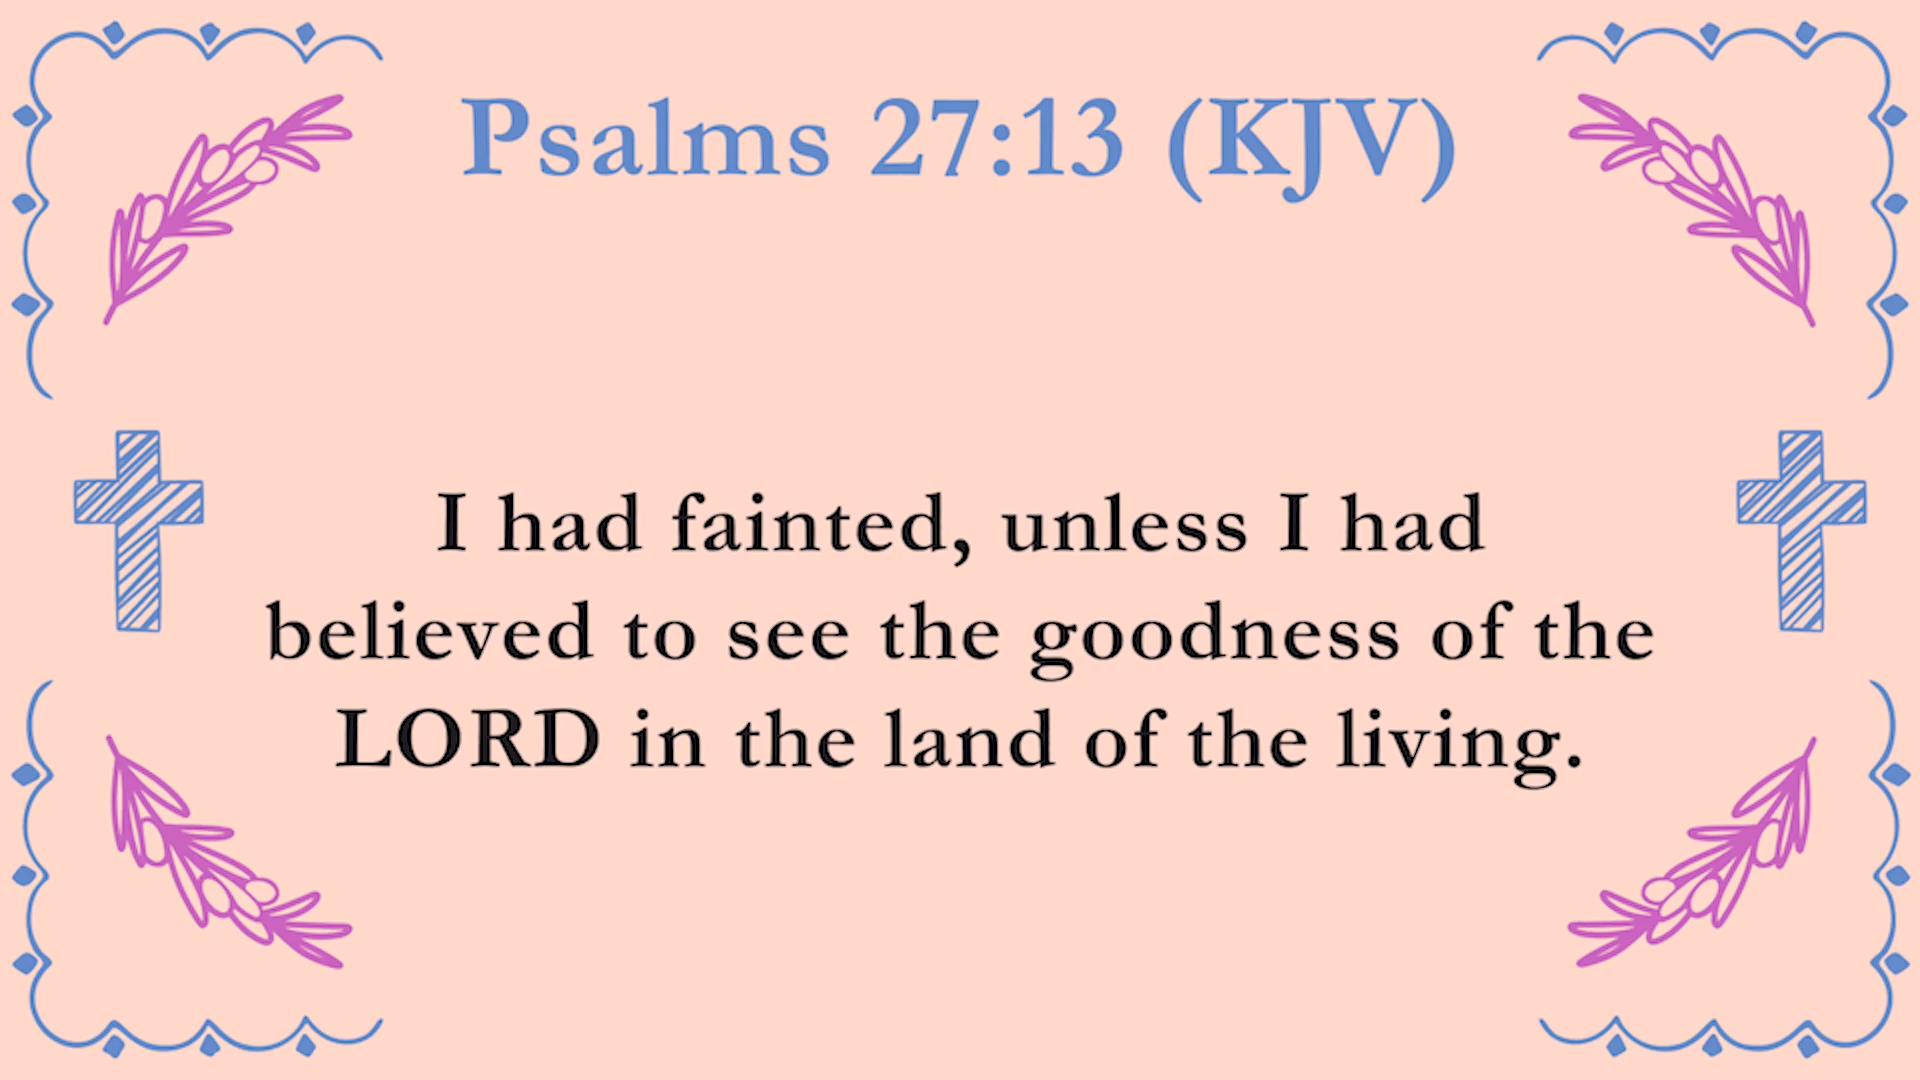 Psalms 27:13 (KJV)
I had fainted, unless I had
believed to see the goodness of the
LORD in the land of the living.